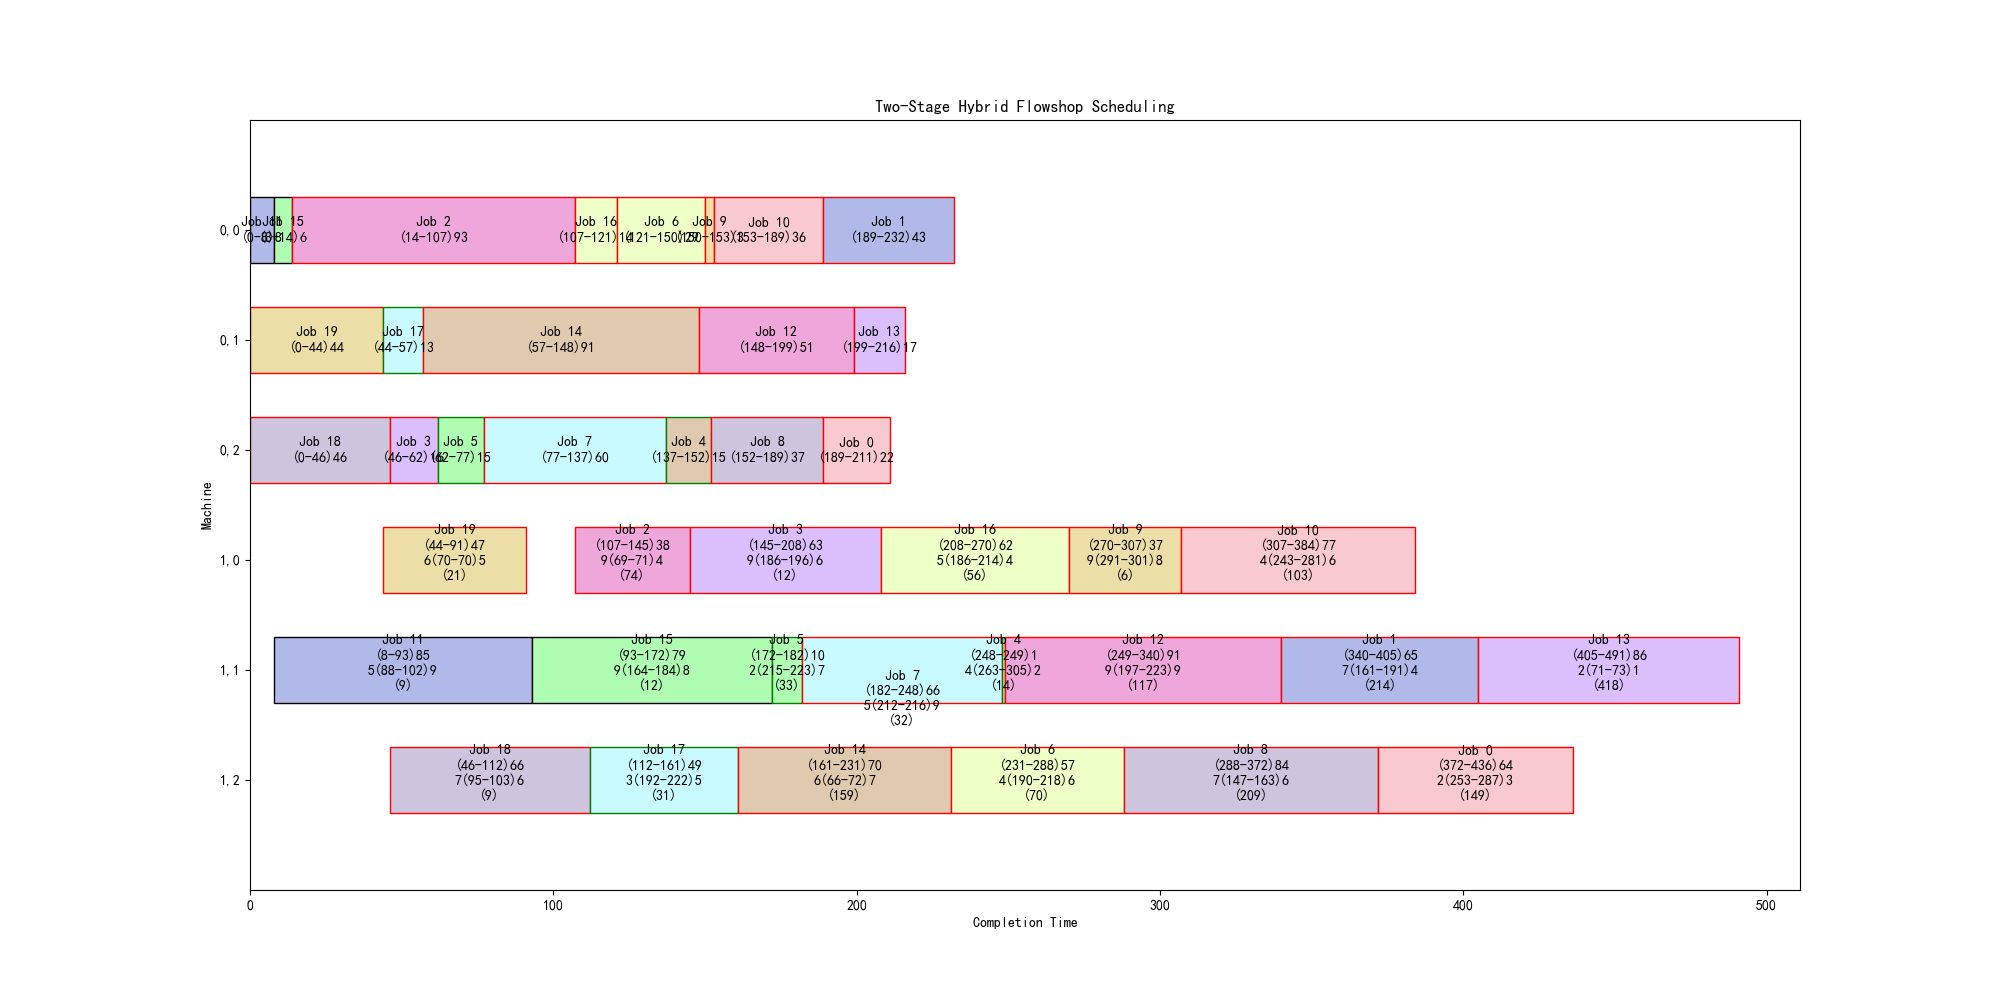 Two-Stage Hybrid Flowshop Scheduling
0,0
Job 11
(0-8)8
Job 15
(8-14)6
Job 2
(14-107)93
Job 16
(107-121)14
Job 6
(121-150)29
Job 9
(150-153)3
Job 10
(153-189)36
Job 1
(189-232)43
0,1
Job 19
(0-44)44
Job 17
(44-57)13
Job 14
(57-148)91
Job 12
(148-199)51
Job 13
(199-216)17
0,2
Job 18
(0-46)46
Job 3
(46-62)16
Job 5
(62-77)15
Job 7
(77-137)60
Job 4
(137-152)15
Job 8
(152-189)37
Job 0
(189-211)22
Machine
1,0
Job 19
(44-91)47
6(70-70)5
(21)
Job 2
(107-145)38
9(69-71)4
(74)
Job 3
(145-208)63
9(186-196)6
(12)
Job 16
(208-270)62
5(186-214)4
(56)
Job 9
(270-307)37
9(291-301)8
(6)
Job 10
(307-384)77
4(243-281)6
(103)
1,1
Job 11
(8-93)85
5(88-102)9
(9)
Job 15
(93-172)79
9(164-184)8
(12)
Job 5
(172-182)10
2(215-223)7
(33)
Job 7
(182-248)66
5(212-216)9
(32)
Job 4
(248-249)1
4(263-305)2
(14)
Job 12
(249-340)91
9(197-223)9
(117)
Job 1
(340-405)65
7(161-191)4
(214)
Job 13
(405-491)86
2(71-73)1
(418)
1,2
Job 18
(46-112)66
7(95-103)6
(9)
Job 17
(112-161)49
3(192-222)5
(31)
Job 14
(161-231)70
6(66-72)7
(159)
Job 6
(231-288)57
4(190-218)6
(70)
Job 8
(288-372)84
7(147-163)6
(209)
Job 0
(372-436)64
2(253-287)3
(149)
0
100
200
300
400
500
Completion Time